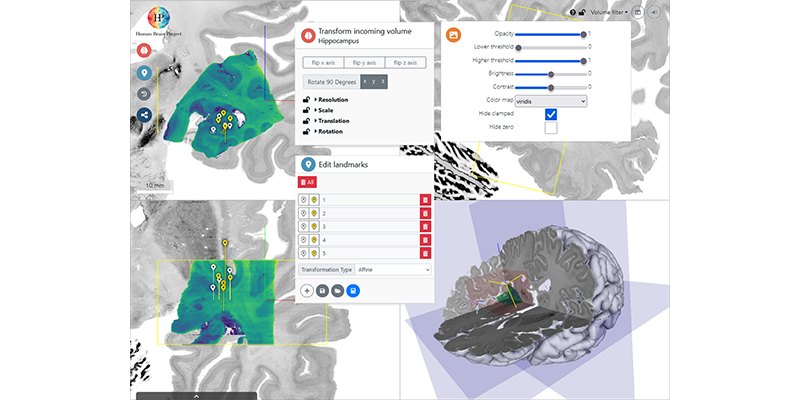 HP
Human Brain Project
10 mm
Transform incoming volume
Hippocampus
flip x axis
flip y axis
flip z axis
Rotate 90 Degrees
x
y
z
Resolution
Scale
Translation
Rotation
Edit landmarks
All
1
2
3
4
5
Transformation Type
Affine
Volume filter
Opacity
1
Lower threshold
0
Higher threshold
1
Brightness
0
Contrast
0
Color map
viridis
Hide clamped
Hide zero